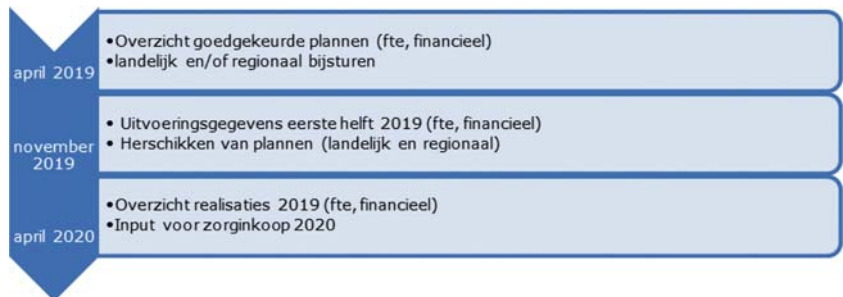 april 2019
•Overzicht goedgekeurde plannen (fte, financieel)
•landelijk en/of regionaal bijsturen
november
2019
• Uitvoeringsgegevens eerste helft 2019 (fte, financieel)
• Herschikken van plannen (landelijk en regionaal)
april 2020
•Overzicht realisaties 2019 (fte, financieel)
•Input voor zorginkoop 2020